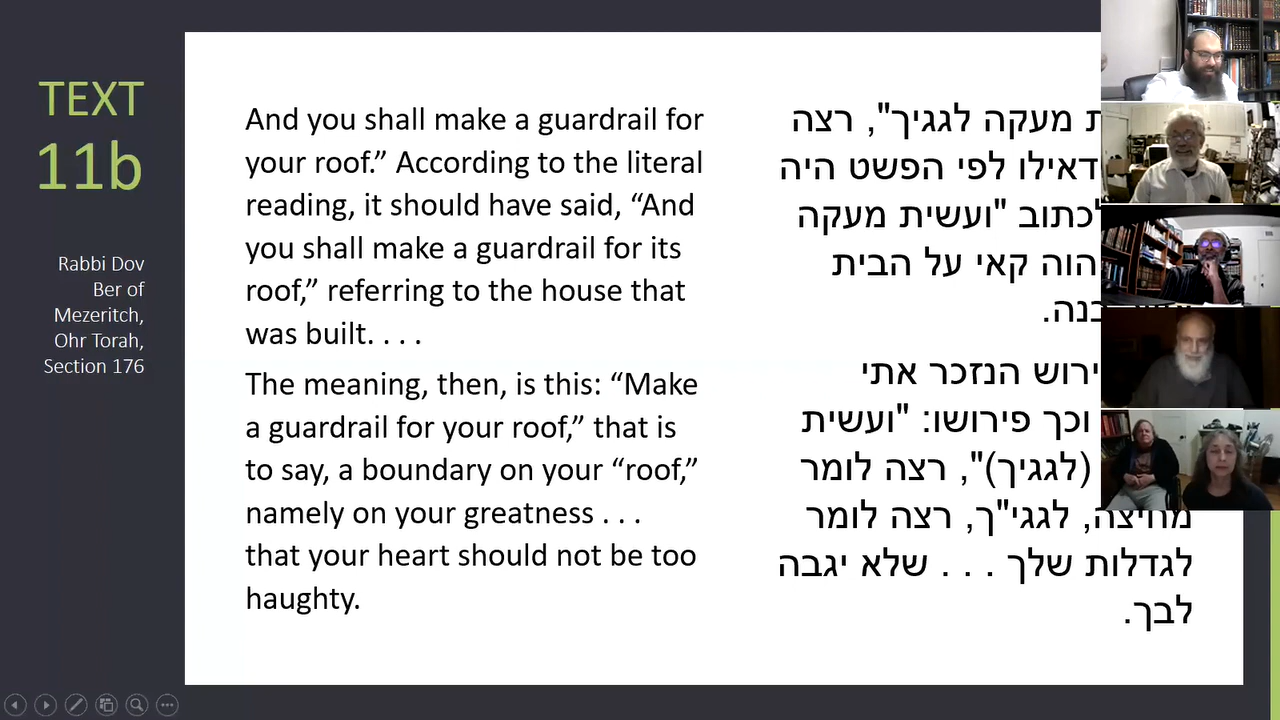 TEXT
11b
Rabbi Dov
Ber of
Mezeritch,
Ohr Torah,
Section 176
And you shall make a guardrail for
your roof.” According to the literal
reading, it should have said, “And
you shall make a guardrail for its
roof,” referring to the house that
was built. . . .
The meaning, then, is this: “Make
a guardrail for your roof,” that is
to say, a boundary on your “roof,”
namely on your greatness . . .
that your heart should not be too
haughty.
מעקה לגגיך", רצה
דאילו לפי הפשט היה
לכתוב "ועשית מעקה
הוה קאי על הבית
הנזכר אתי
וכך פירושו: "ועשית
(לגגיך)", רצה לומר
מחיצה, לגגי"ך, רצה לומר
לגדלות שלך . . . שלא יגבה
לבך.